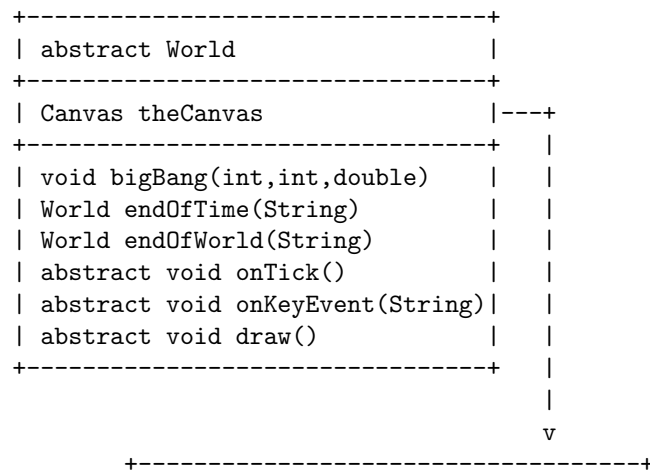 +---------------------------------+
| abstract World                  |
+---------------------------------+
| Canvas theCanvas                |---+
+---------------------------------+   |
| void bigBang(int,int,double)    |   |
| World endOfTime(String)         |   |
| World endOfWorld(String)        |   |
| abstract void onTick()          |   |
| abstract void onKeyEvent(String)|   |
| abstract void draw()            |   |
+---------------------------------+   |
                                      |
                                      v
        +------------------------------------+